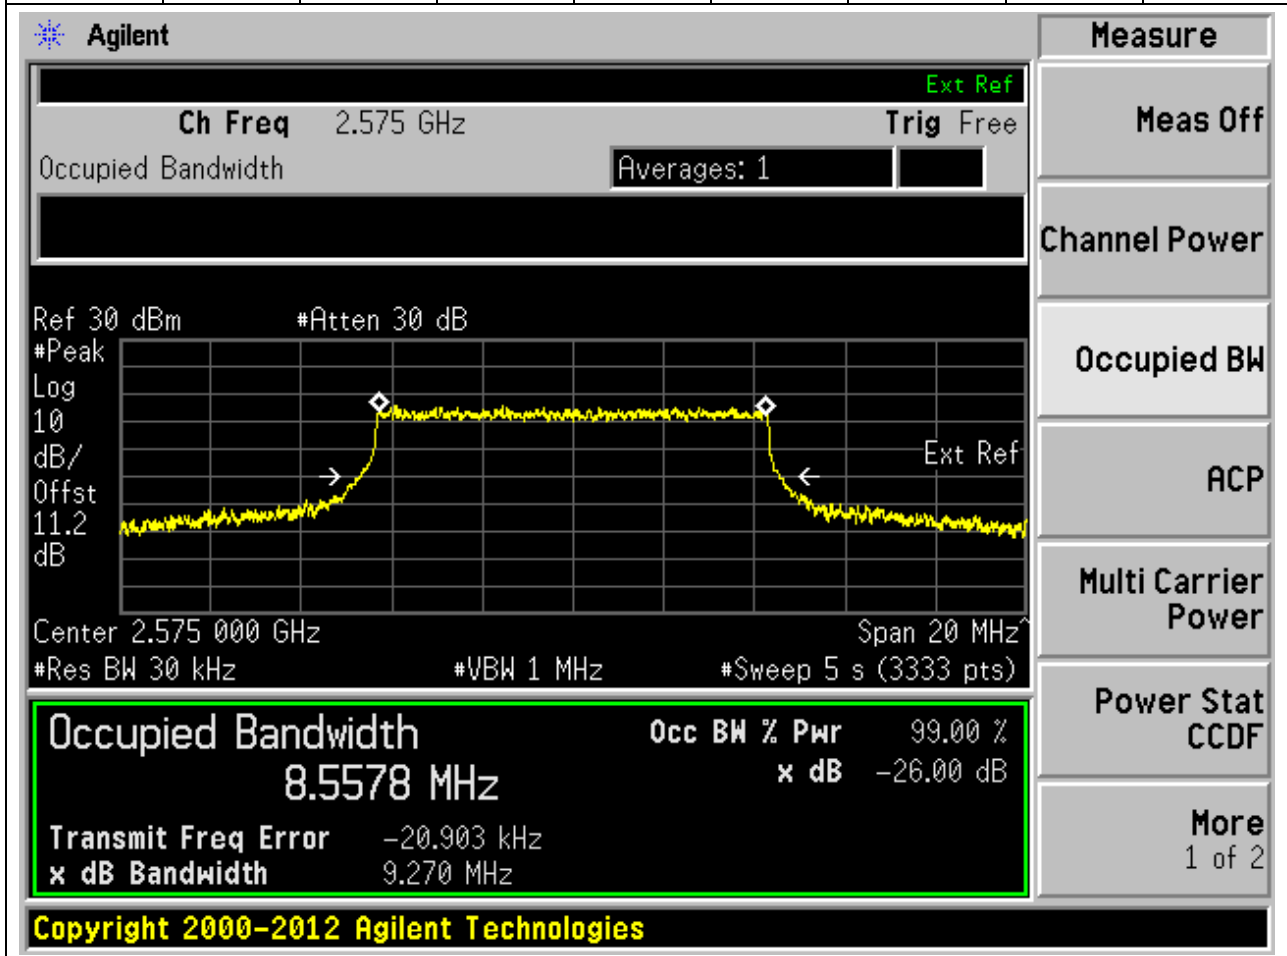 Agilent
Measure
Ext Ref
Ch Freq 2.575 GHz Trig Free
Meas Off
Occupied Bandwidth Averages: 1
Channel Power
Ref 30 dBm #Atten 30 dB
#Peak
Log
10
dB/
Offst
11.2
dB
Ext Ref
Occupied BW
ACP
Center 2.575 000 GHz Span 20 MHz^
#Res BW 30 kHz #VBW 1 MHz #Sweep 5 s (3333 pts)
Multi Carrier
Power
Occupied Bandwidth Occ BW % Pwr 99.00 %
8.5578 MHz x dB -26.00 dB
Transmit Freq Error -20.903 kHz
x dB Bandwidth 9.270 MHz
Power Stat
CCDF
More
1 of 2
Copyright 2000-2012 Agilent Technologies